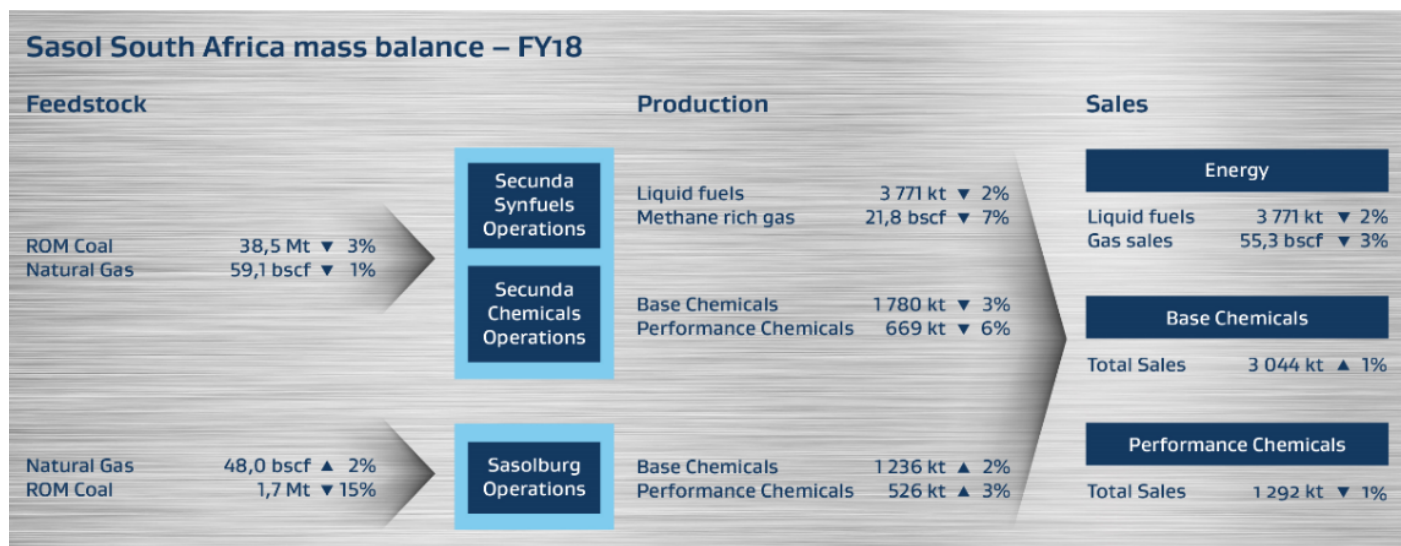 Sasol South Africa mass balance – FY18
Feedstock
Production
Sales
ROM Coal 38,5 Mt ▼ 3%
Natural Gas 59,1 bscf ▼ 1%
Secunda
Synfuels
Operations
Secunda
Chemicals
Operations
Liquid fuels 3 771 kt ▼ 2%
Methane rich gas 21,8 bscf ▼ 7%
Base Chemicals 1 780 kt ▼ 3%
Performance Chemicals 669 kt ▼ 6%
Energy
Liquid fuels 3 771 kt ▼ 2%
Gas sales 55,3 bscf ▼ 3%
Base Chemicals
Total Sales 3 044 kt ▲ 1%
Natural Gas 48,0 bscf ▲ 2%
ROM Coal 1,7 Mt ▼ 15%
Sasolburg
Operations
Base Chemicals 1 236 kt ▲ 2%
Performance Chemicals 526 kt ▲ 3%
Performance Chemicals
Total Sales 1 292 kt ▼ 1%